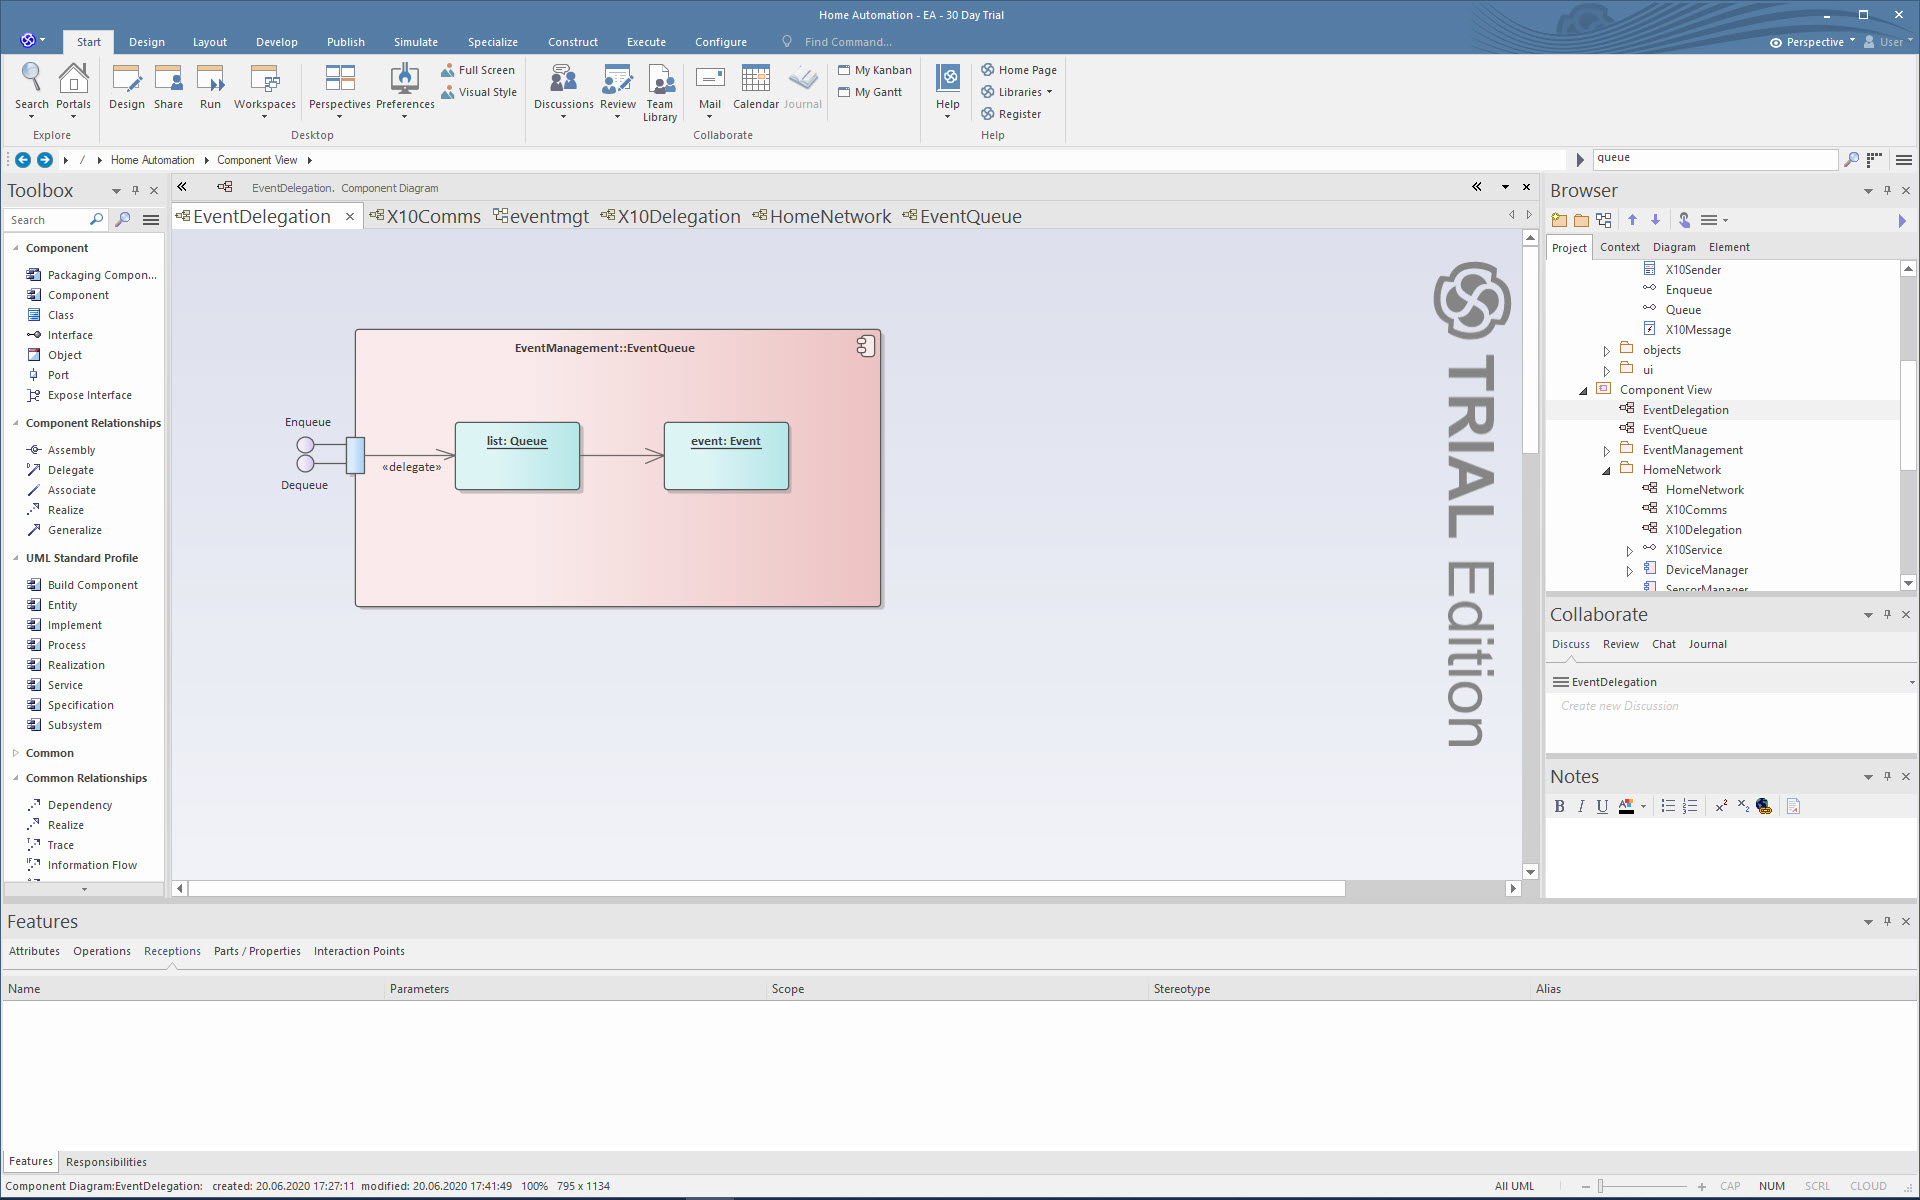 Home Automation - EA - 30 Day Trial
Start Design Layout Develop Publish Simulate Specialize Construct Execute Configure Find Command... Perspective User
Search Portals Design Share Run Workspaces Perspectives Preferences Full Screen Visual Style Discussions Review Team Library Mail Calendar Journal My Kanban My Gantt Help Home Page Libraries Register
Explore Desktop Collaborate Help
/ Home Automation Component View queue
Toolbox
Search
Component
Packaging Compon...
Component
Class
Interface
Object
Port
Expose Interface
Component Relationships
Assembly
Delegate
Associate
Realize
Generalize
UML Standard Profile
Build Component
Entity
Implement
Process
Realization
Service
Specification
Subsystem
Common
Common Relationships
Dependency
Realize
Trace
Information Flow
EventDelegation. Component Diagram
EventDelegation X10Comms eventmgt X10Delegation HomeNetwork EventQueue
EventManagement::EventQueue
Enqueue
Dequeue
«delegate»
list: Queue
event: Event
TRIAL Edition
Browser
Project Context Diagram Element
X10Sender
Enqueue
Queue
X10Message
objects
ui
Component View
EventDelegation
EventQueue
EventManagement
HomeNetwork
HomeNetwork
X10Comms
X10Delegation
X10Service
DeviceManager
SensorManager
Collaborate
Discuss Review Chat Journal
EventDelegation
Create new Discussion
Notes
B I U A x² x₂
Features
Attributes Operations Receptions Parts / Properties Interaction Points
Name Parameters Scope Stereotype Alias
Features Responsibilities
Component Diagram:EventDelegation: created: 20.06.2020 17:27:11 modified: 20.06.2020 17:41:49 100% 795 x 1134 All UML CAP NUM SCRL CLOUD